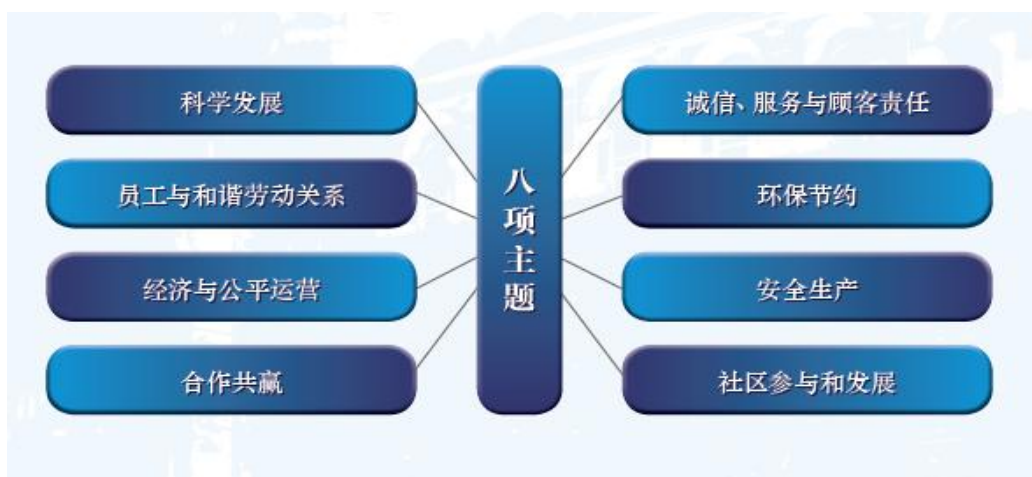 科学发展
员工与和谐劳动关系
经济与公平运营
合作共赢
八项主题
诚信、服务与顾客责任
环保节约
安全生产
社区参与和发展